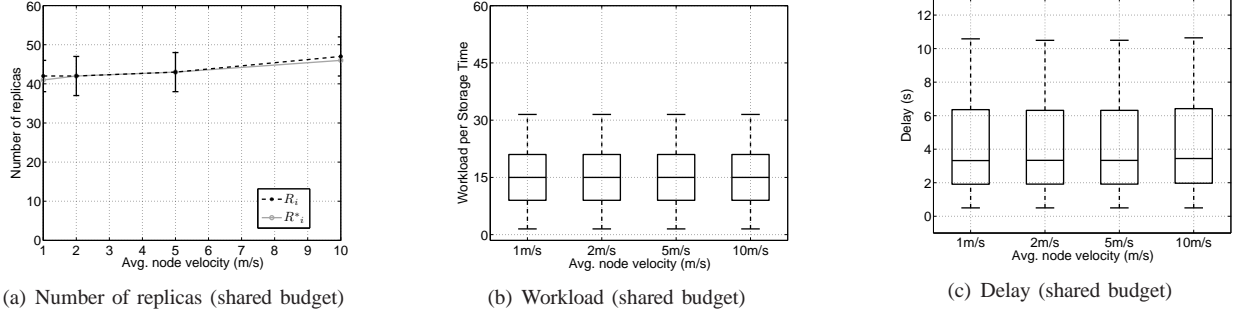 60
50
40
30
20
10
0
Number of replicas
1 2 3 4 5 6 7 8 9 10
Avg. node velocity (m/s)
R_i
R*_i
(a) Number of replicas (shared budget)
60
45
30
15
0
Workload per Storage Time
1m/s 2m/s 5m/s 10m/s
Avg. node velocity (m/s)
(b) Workload (shared budget)
12
10
8
6
4
2
0
Delay (s)
1m/s 2m/s 5m/s 10m/s
Avg. node velocity (m/s)
(c) Delay (shared budget)